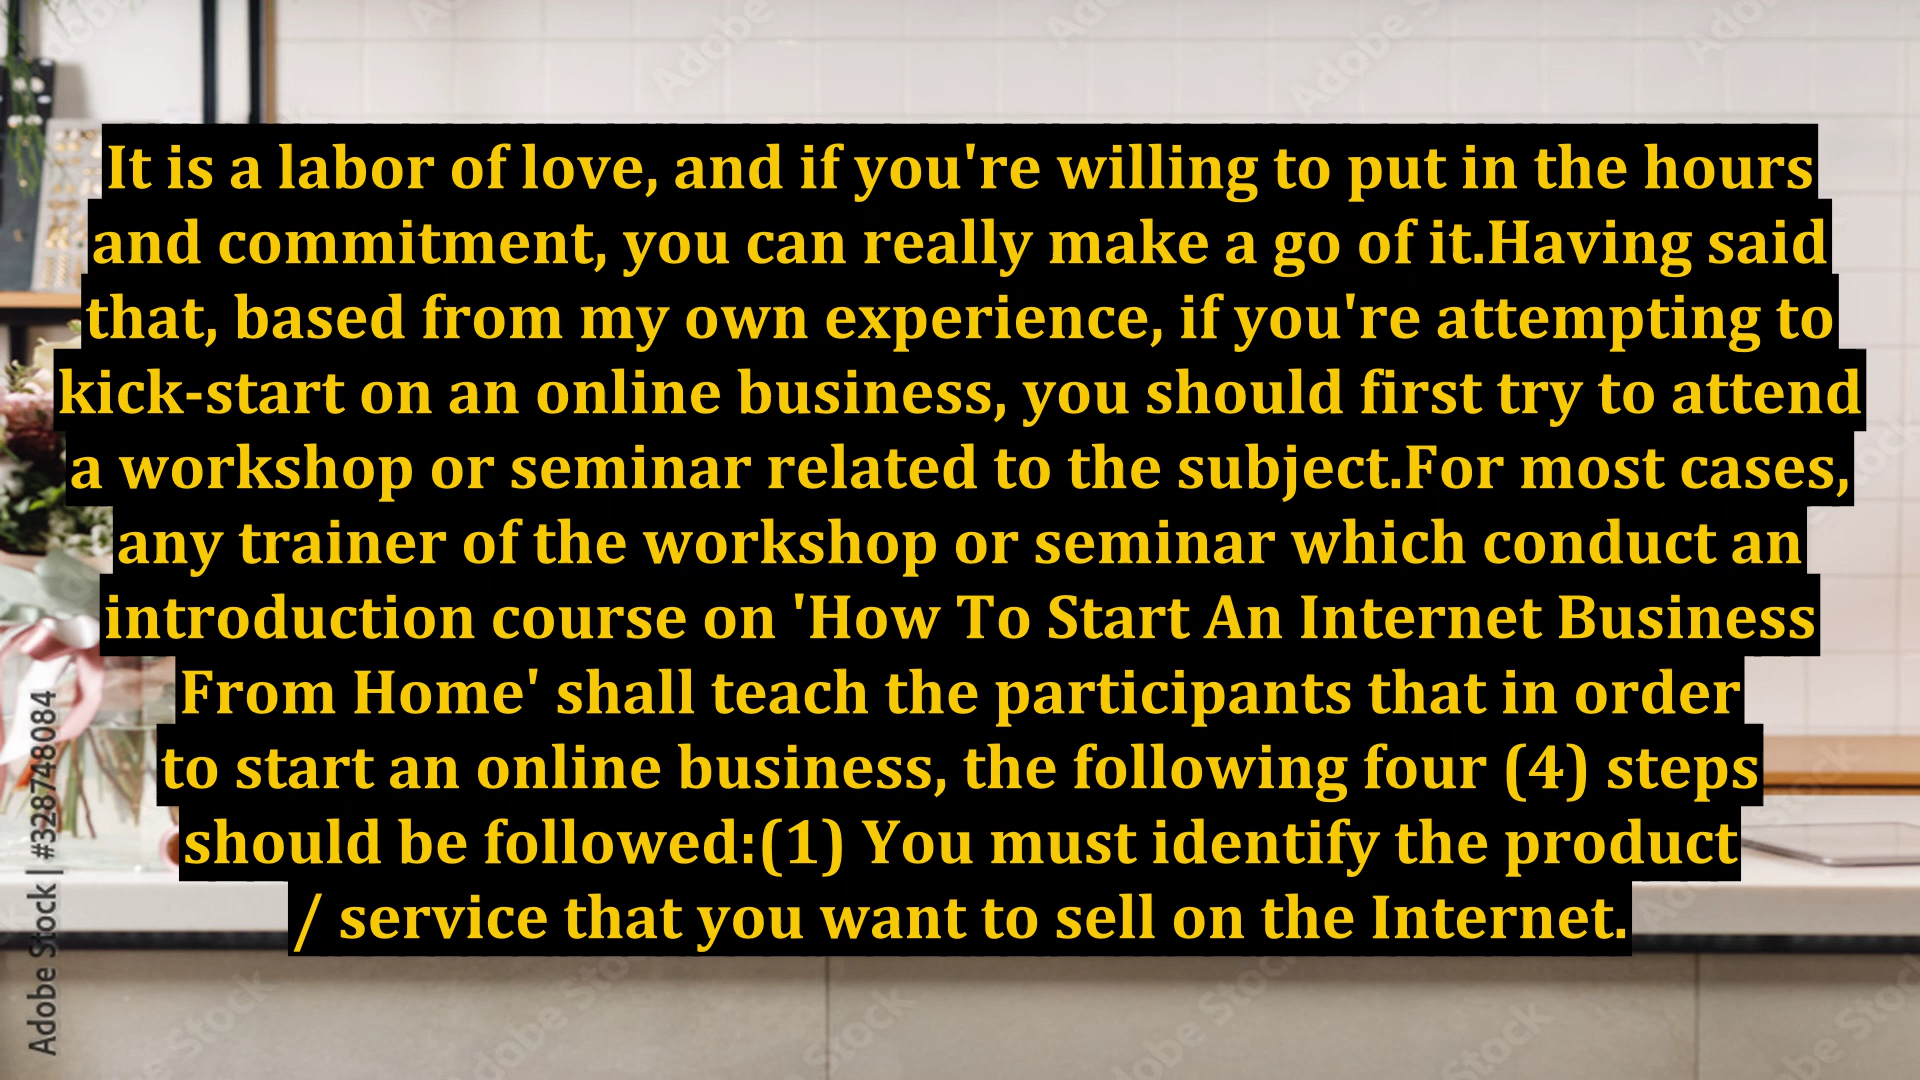 It is a labor of love, and if you're willing to put in the hours
and commitment, you can really make a go of it.Having said
that, based from my own experience, if you're attempting to
kick-start on an online business, you should first try to attend
a workshop or seminar related to the subject.For most cases,
any trainer of the workshop or seminar which conduct an
introduction course on 'How To Start An Internet Business
From Home' shall teach the participants that in order
to start an online business, the following four (4) steps
should be followed:(1) You must identify the product
/ service that you want to sell on the Internet.
Adobe Stock | #328748084